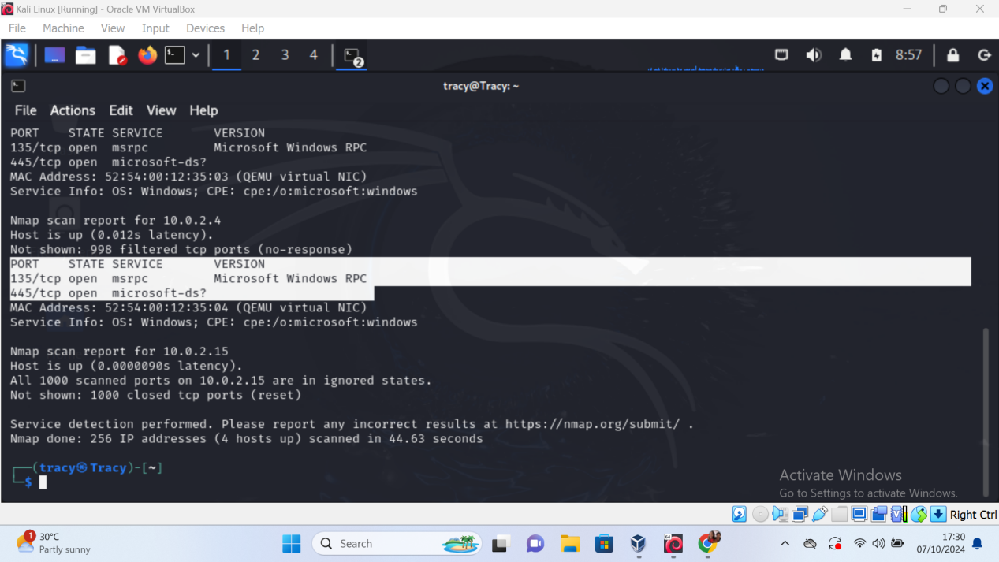 Kali Linux [Running] - Oracle VM VirtualBox
File Machine View Input Devices Help
1 2 3 4 2 8:57
tracy@Tracy: ~
File Actions Edit View Help
PORT STATE SERVICE VERSION
135/tcp open msrpc Microsoft Windows RPC
445/tcp open microsoft-ds?
MAC Address: 52:54:00:12:35:03 (QEMU virtual NIC)
Service Info: OS: Windows; CPE: cpe:/o:microsoft:windows
Nmap scan report for 10.0.2.4
Host is up (0.012s latency).
Not shown: 998 filtered tcp ports (no-response)
PORT STATE SERVICE VERSION
135/tcp open msrpc Microsoft Windows RPC
445/tcp open microsoft-ds?
MAC Address: 52:54:00:12:35:04 (QEMU virtual NIC)
Service Info: OS: Windows; CPE: cpe:/o:microsoft:windows
Nmap scan report for 10.0.2.15
Host is up (0.0000090s latency).
All 1000 scanned ports on 10.0.2.15 are in ignored states.
Not shown: 1000 closed tcp ports (reset)
Service detection performed. Please report any incorrect results at https://nmap.org/submit/ .
Nmap done: 256 IP addresses (4 hosts up) scanned in 44.63 seconds
┌──(tracy㉿Tracy)-[~]
└─$
Activate Windows
Go to Settings to activate Windows.
Right Ctrl
1 30°C
Partly sunny
Search
17:30
07/10/2024